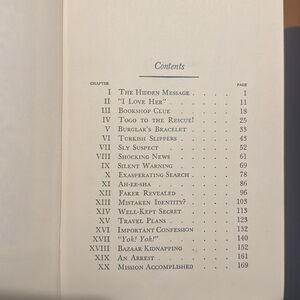 Contents
CHAPTER PAGE
I THE HIDDEN MESSAGE . . . . 1
II "I LOVE HER" . . . . . 11
III BOOKSHOP CLUE . . . . . 18
IV TOGO TO THE RESCUE! . . . . 25
V BURGLAR'S BRACELET . . . . 33
VI TURKISH SLIPPERS . . . . . 43
VII SLY SUSPECT . . . . . 52
VIII SHOCKING NEWS . . . . . 61
IX SILENT WARNING . . . . . 69
X EXASPERATING SEARCH . . . . 78
XI AH-EE-SHA . . . . . 86
XII FAKER REVEALED . . . . . 96
XIII MISTAKEN IDENTITY? . . . . 103
XIV WELL-KEPT SECRET . . . . 113
XV TRAVEL PLANS . . . . . 123
XVI IMPORTANT CONFESSION . . . 132
XVII "Yok! Yok!" . . . . . 140
XVIII BAZAAR KIDNAPPING . . . . 152
XIX AN ARREST . . . . . 161
XX MISSION ACCOMPLISHED . . . 169